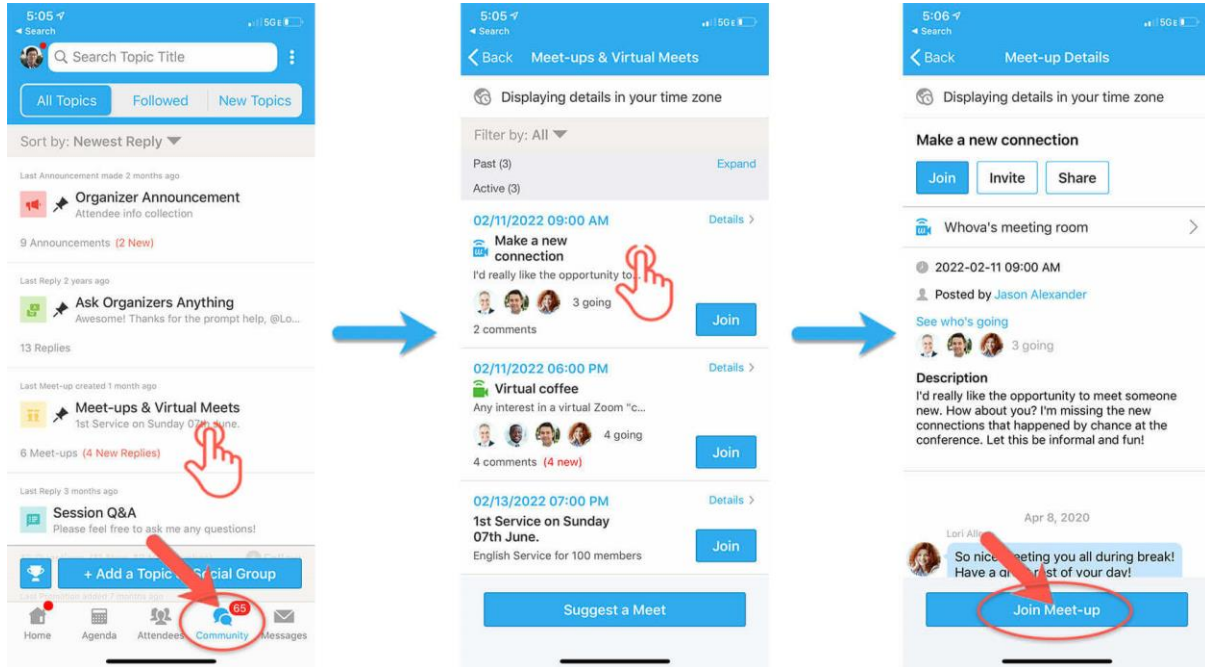 5:05
5GE
◀ Search
Search Topic Title
All Topics
Followed
New Topics
Sort by: Newest Reply
Last Announcement made 2 months ago
Organizer Announcement
Attendee info collection
9 Announcements (2 New)
Last Reply 2 years ago
Ask Organizers Anything
Awesome! Thanks for the prompt help, @Lo...
13 Replies
Last Meet-up created 1 month ago
Meet-ups & Virtual Meets
1st Service on Sunday 07th June.
6 Meet-ups (4 New Replies)
Last Reply 3 months ago
Session Q&A
Please feel free to ask me any questions!
+ Add a Topic Social Group
65
Home
Agenda
Attendees
Community
Messages
5:05
5GE
◀ Search
Back
Meet-ups & Virtual Meets
Displaying details in your time zone
Filter by: All
Past (3)
Expand
Active (3)
02/11/2022 09:00 AM
Details >
Make a new
connection
I'd really like the opportunity to...
3 going
Join
2 comments
02/11/2022 06:00 PM
Details >
Virtual coffee
Any interest in a virtual Zoom "c...
4 going
Join
4 comments (4 new)
02/13/2022 07:00 PM
Details >
1st Service on Sunday
07th June.
Join
English Service for 100 members
Suggest a Meet
5:06
5GE
◀ Search
Back
Meet-up Details
Displaying details in your time zone
Make a new connection
Join
Invite
Share
Whova's meeting room
2022-02-11 09:00 AM
Posted by Jason Alexander
See who's going
3 going
Description
I'd really like the opportunity to meet someone
new. How about you? I'm missing the new
connections that happened by chance at the
conference. Let this be informal and fun!
Apr 8, 2020
Lori
So nice meeting you all during break!
Have a rest of your day!
Join Meet-up